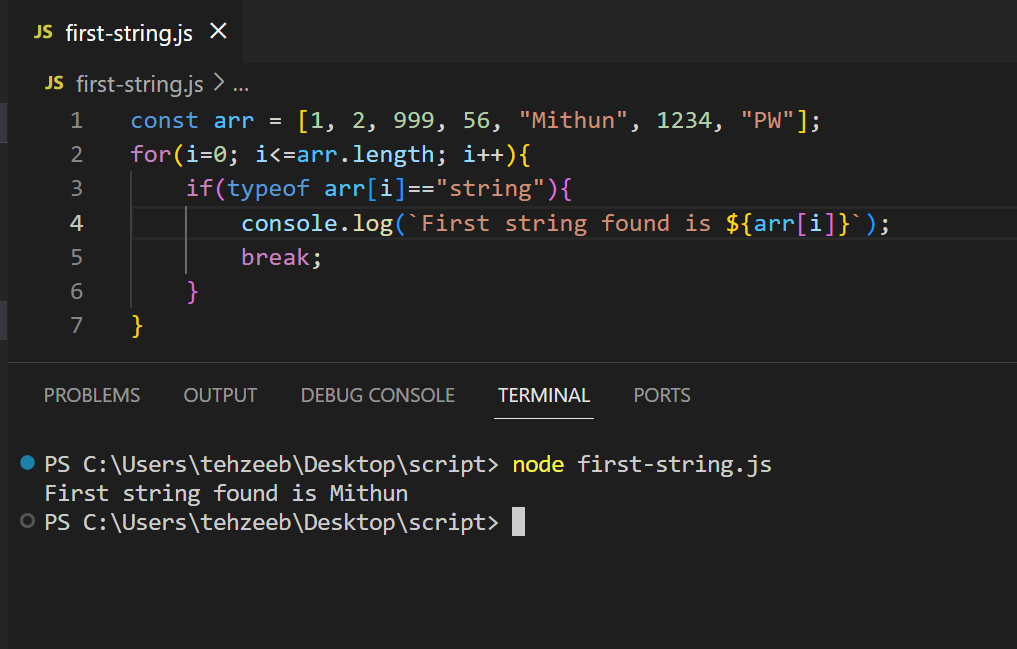 JS first-string.js ×
JS first-string.js > ...
1 const arr = [1, 2, 999, 56, "Mithun", 1234, "PW"];
2 for(i=0; i<=arr.length; i++){
3     if(typeof arr[i]=="string"){
4         console.log(`First string found is ${arr[i]}`);
5         break;
6     }
7 }
PROBLEMS OUTPUT DEBUG CONSOLE TERMINAL PORTS
PS C:\Users\tehzeeb\Desktop\script> node first-string.js
First string found is Mithun
PS C:\Users\tehzeeb\Desktop\script>